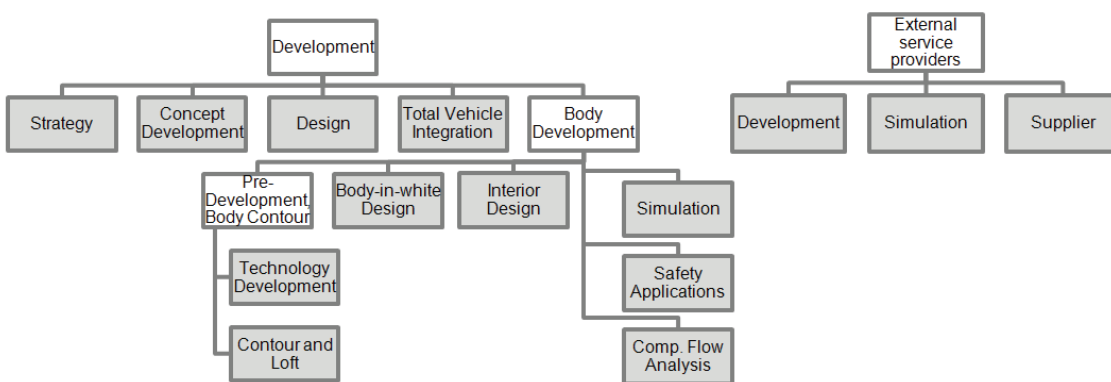 Development
External
service
providers
Strategy
Concept
Development
Design
Total Vehicle
Integration
Body
Development
Development
Simulation
Supplier
Pre-
Development,
Body Contour
Body-in-white
Design
Interior
Design
Simulation
Technology
Development
Safety
Applications
Contour and
Loft
Comp. Flow
Analysis